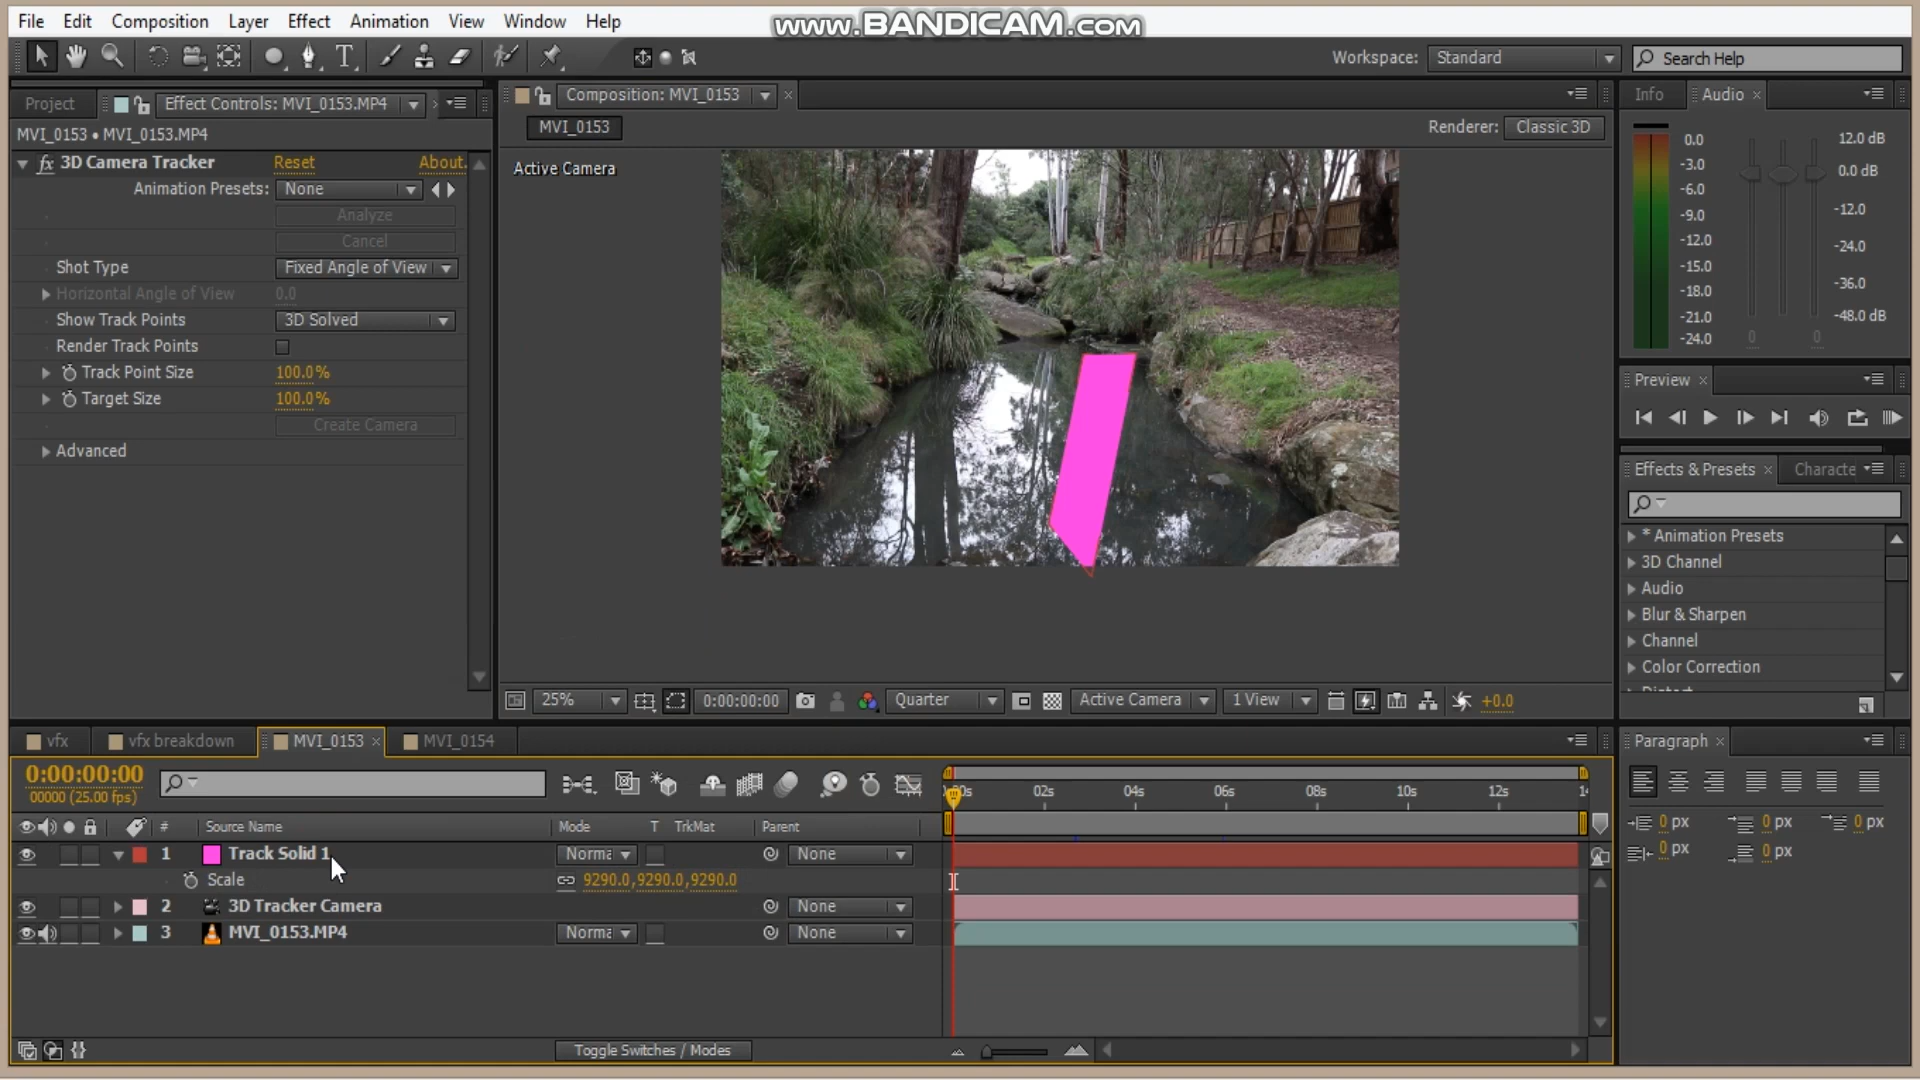 File Edit Composition Layer Effect Animation View Window Help
www.BANDICAM.com
Workspace: Standard
Search Help
Project
Effect Controls: MVI_0153.MP4
MVI_0153 • MVI_0153.MP4
fx 3D Camera Tracker Reset About.
Animation Presets: None
Analyze
Cancel
Shot Type Fixed Angle of View
Horizontal Angle of View 0.0
Show Track Points 3D Solved
Render Track Points
Track Point Size 100.0%
Target Size 100.0%
Create Camera
Advanced
Composition: MVI_0153
MVI_0153
Renderer: Classic 3D
Active Camera
25% 0:00:00:00 Quarter Active Camera 1 View +0.0
Info Audio
0.0
-3.0
-6.0
-9.0
-12.0
-15.0
-18.0
-21.0
-24.0
12.0 dB
0.0 dB
-12.0
-24.0
-36.0
-48.0 dB
0 0
Preview
Effects & Presets Characte
* Animation Presets
3D Channel
Audio
Blur & Sharpen
Channel
Color Correction
vfx vfx breakdown MVI_0153 MVI_0154
0:00:00:00
00000 (25.00 fps)
02s 04s 06s 08s 10s 12s
# Source Name Mode T TrkMat Parent
1 Track Solid 1 Norma None
Scale 9290.0,9290.0,9290.0
2 3D Tracker Camera None
3 MVI_0153.MP4 Norma None
Toggle Switches / Modes
Paragraph
0 px 0 px 0 px
0 px 0 px